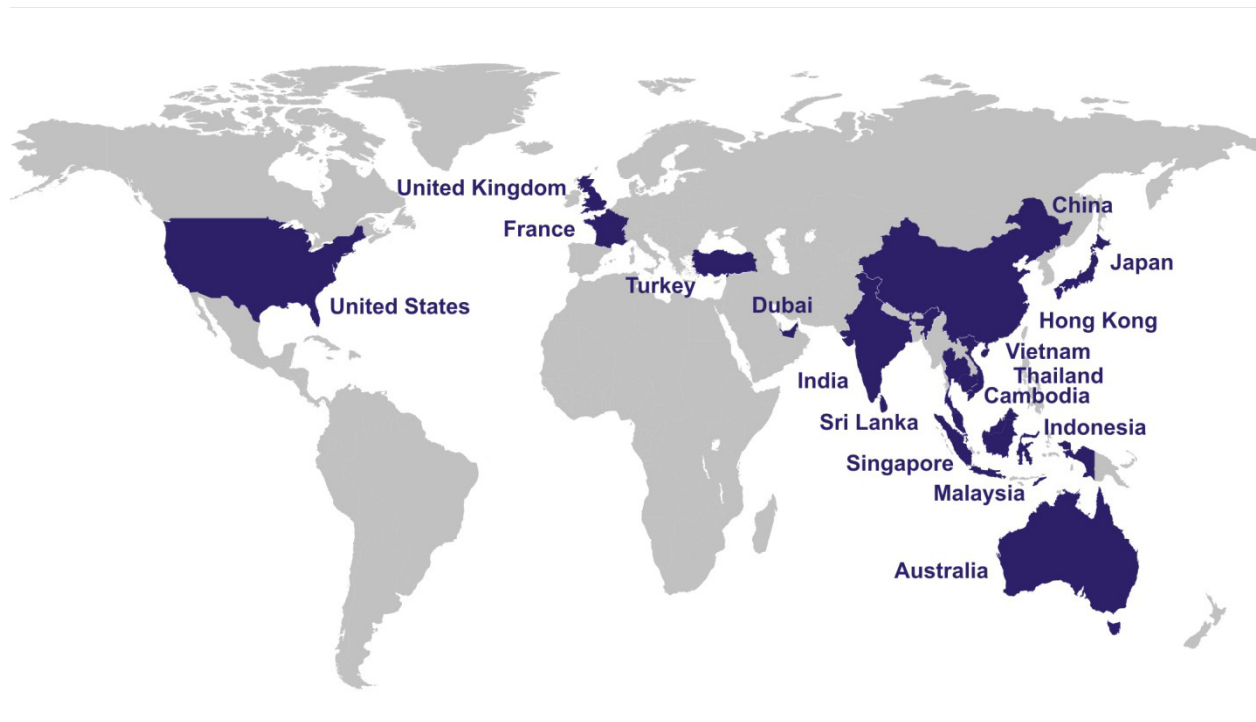 United Kingdom
China
France
Japan
Turkey
Dubai
United States
Hong Kong
Vietnam
Thailand
India
Cambodia
Sri Lanka
Indonesia
Singapore
Malaysia
Australia